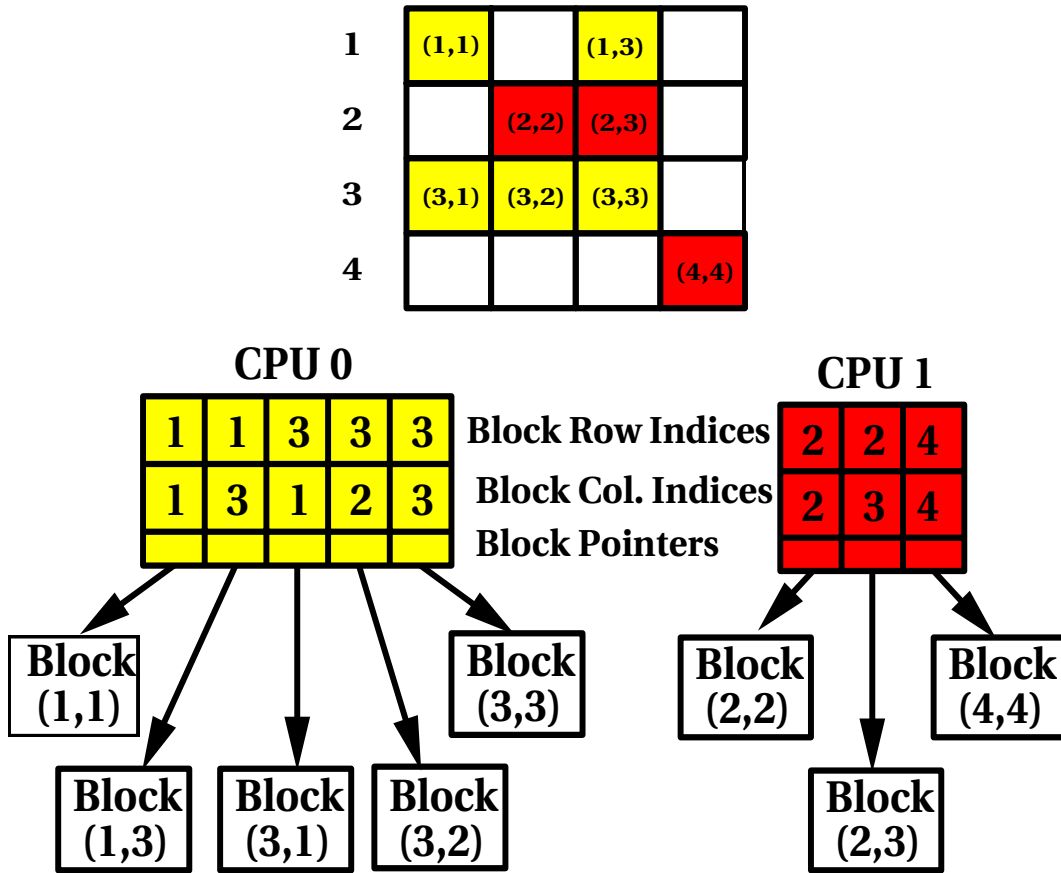 1 (1,1) (1,3)
2 (2,2) (2,3)
3 (3,1) (3,2) (3,3)
4 (4,4)
CPU 0
1 1 3 3 3
1 3 1 2 3
Block Row Indices
Block Col. Indices
Block Pointers
CPU 1
2 2 4
2 3 4
Block
(1,1)
Block
(1,3)
Block
(3,1)
Block
(3,2)
Block
(3,3)
Block
(2,2)
Block
(2,3)
Block
(4,4)